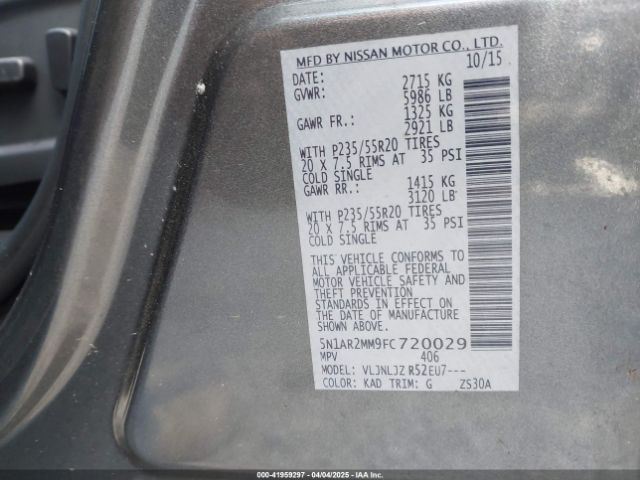 MFD BY NISSAN MOTOR CO., LTD.
DATE: 10/15
GVWR: 2715 KG
5986 LB
GAWR FR.: 1325 KG
2921 LB
WITH P235/55R20 TIRES
20 X 7.5 RIMS AT 35 PSI
COLD SINGLE
GAWR RR.: 1415 KG
3120 LB
WITH P235/55R20 TIRES
20 X 7.5 RIMS AT 35 PSI
COLD SINGLE
THIS VEHICLE CONFORMS TO
ALL APPLICABLE FEDERAL
MOTOR VEHICLE SAFETY AND
THEFT PREVENTION
STANDARDS IN EFFECT ON
THE DATE OF MANUFACTURE
SHOWN ABOVE.
5N1AR2MM9FC720029
MPV 406
MODEL: VLJNLJZ R52EU7---
COLOR: KAD TRIM: G ZS30A
000-41959297 - 04/04/2025 - IAAI.COM